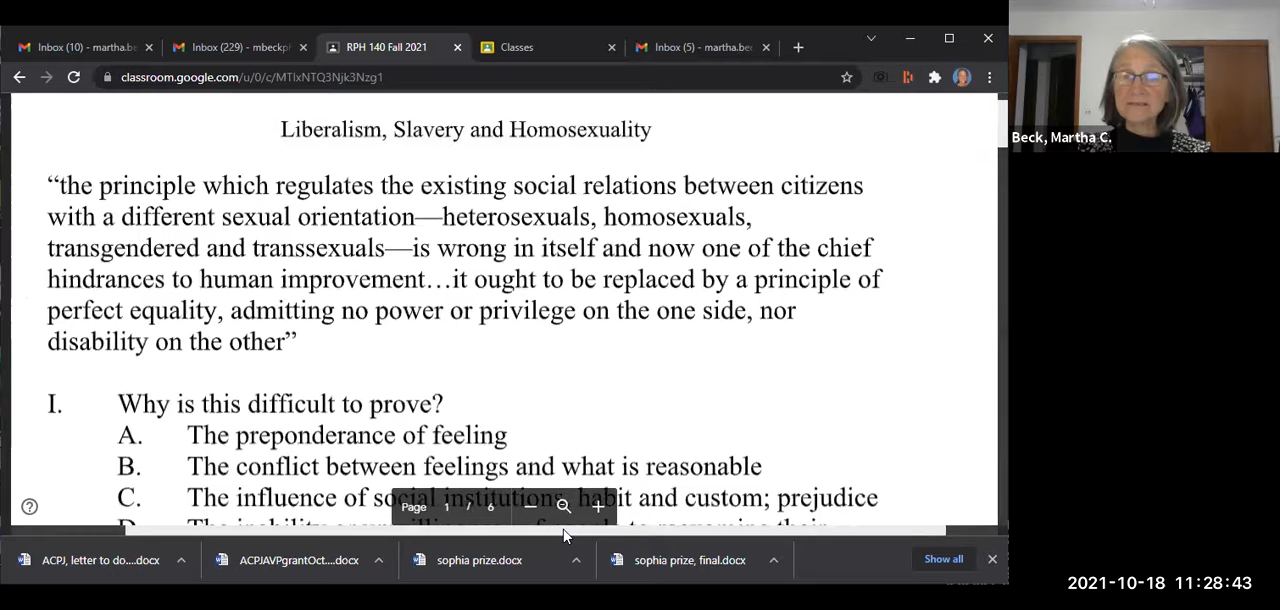 Inbox (10) - martha.be
Inbox (229) - mbeckph
RPH 140 Fall 2021
Classes
Inbox (5) - martha.bec
classroom.google.com/u/0/c/MTIxNTQ3Njk3Nzg1
Beck, Martha C.
Liberalism, Slavery and Homosexuality
“the principle which regulates the existing social relations between citizens
with a different sexual orientation—heterosexuals, homosexuals,
transgendered and transsexuals—is wrong in itself and now one of the chief
hindrances to human improvement…it ought to be replaced by a principle of
perfect equality, admitting no power or privilege on the one side, nor
disability on the other”
I. Why is this difficult to prove?
A. The preponderance of feeling
B. The conflict between feelings and what is reasonable
C. The influence of social institutions, habit and custom; prejudice
Page 1 / 6
ACPJ, letter to do....docx
ACPJAVPgrantOct....docx
sophia prize.docx
sophia prize, final.docx
Show all
2021-10-18 11:28:43